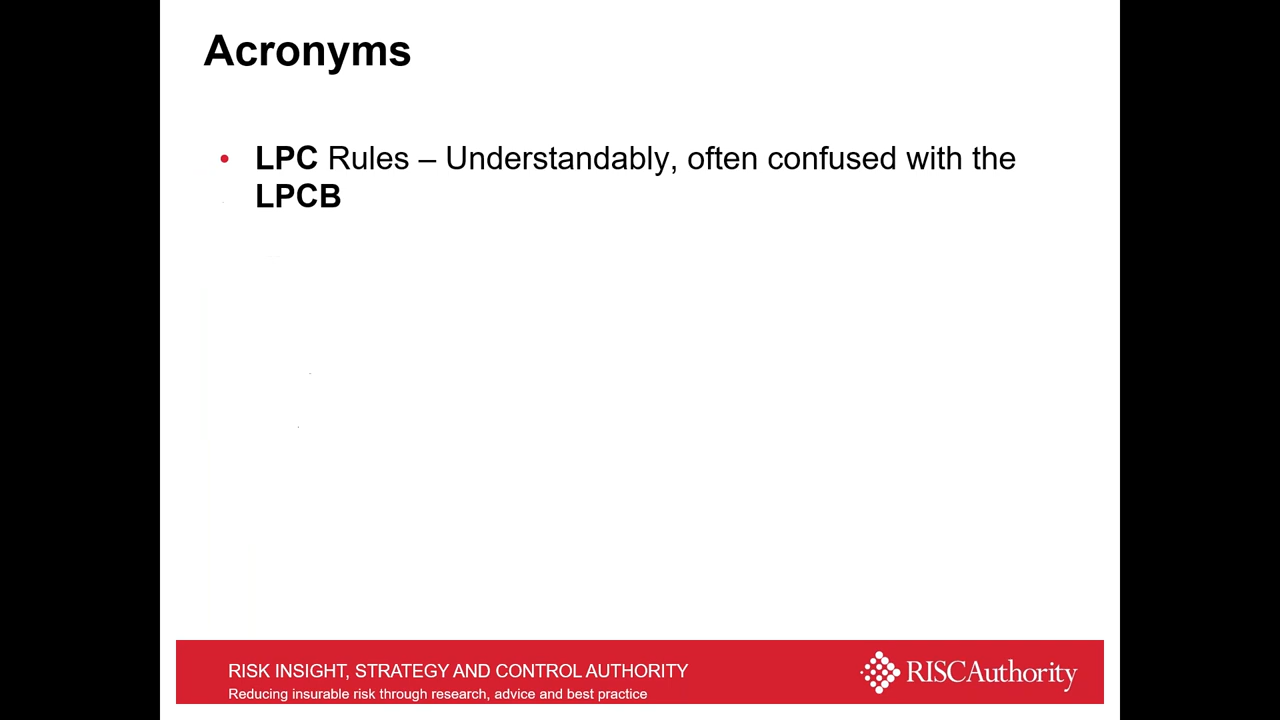 Acronyms
• LPC Rules – Understandably, often confused with the
LPCB
RISK INSIGHT, STRATEGY AND CONTROL AUTHORITY
Reducing insurable risk through research, advice and best practice
RISCAuthority